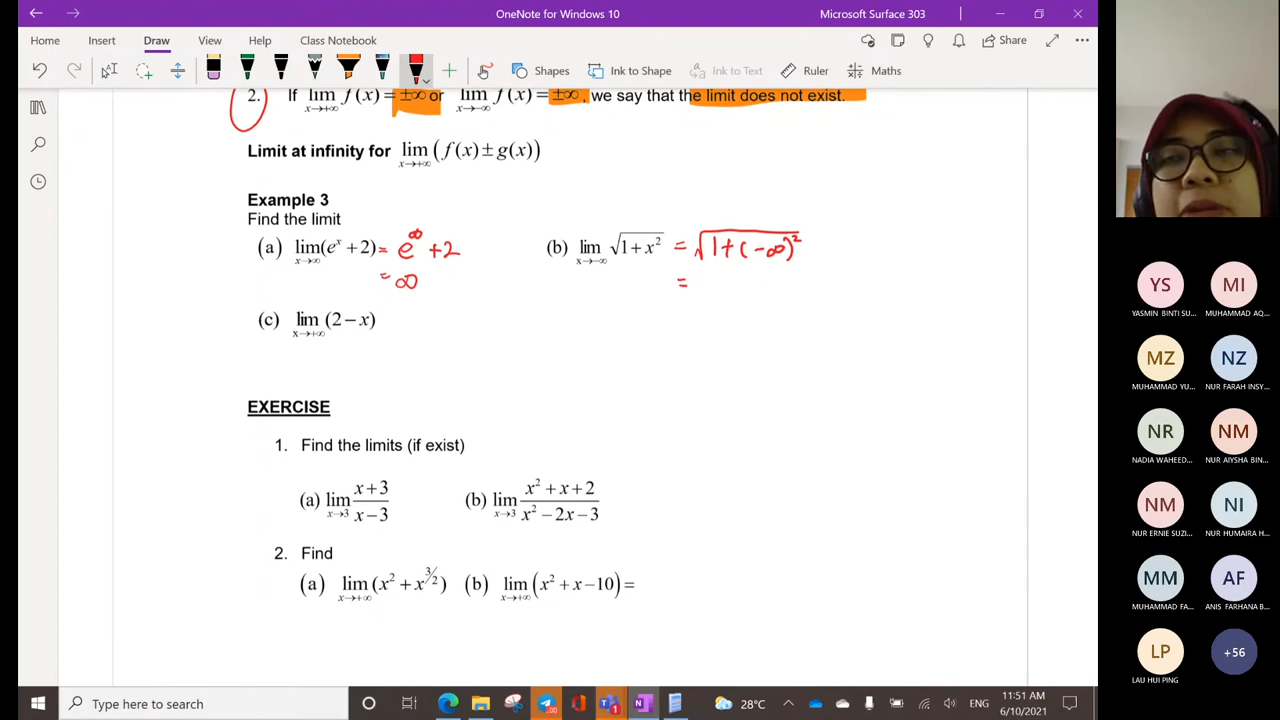 OneNote for Windows 10
Microsoft Surface 303
Home Insert Draw View Help Class Notebook
Share
Shapes Ink to Shape Ink to Text Ruler Maths
2. If lim x→+∞ f(x) = ±∞ or lim x→−∞ f(x) = ±∞, we say that the limit does not exist.
Limit at infinity for lim x→+∞ (f(x) ± g(x))
Example 3
Find the limit
(a) lim x→∞ (e^x + 2) = e^∞ + 2 (b) lim x→−∞ √(1 + x²) = √(1 + (−∞)²)
= ∞ =
(c) lim x→+∞ (2 − x)
EXERCISE
1. Find the limits (if exist)
(a) lim x→3 (x + 3)/(x − 3) (b) lim x→3 (x² + x + 2)/(x² − 2x − 3)
2. Find
(a) lim x→+∞ (x² + x^(3/2)) (b) lim x→+∞ (x² + x − 10) =
YS MI
YASMIN BINTI SU... MUHAMMAD AQ...
MZ NZ
MUHAMMAD YU... NUR FARAH INSY...
NR NM
NADIA WAHEED... NUR AIYSHA BIN...
NM NI
NUR ERNIE SUZI... NUR HUMAIRA H...
MM AF
MUHAMMAD FA... ANIS FARHANA B...
LP +56
LAU HUI PING
Type here to search
28°C
ENG
11:51 AM
6/10/2021